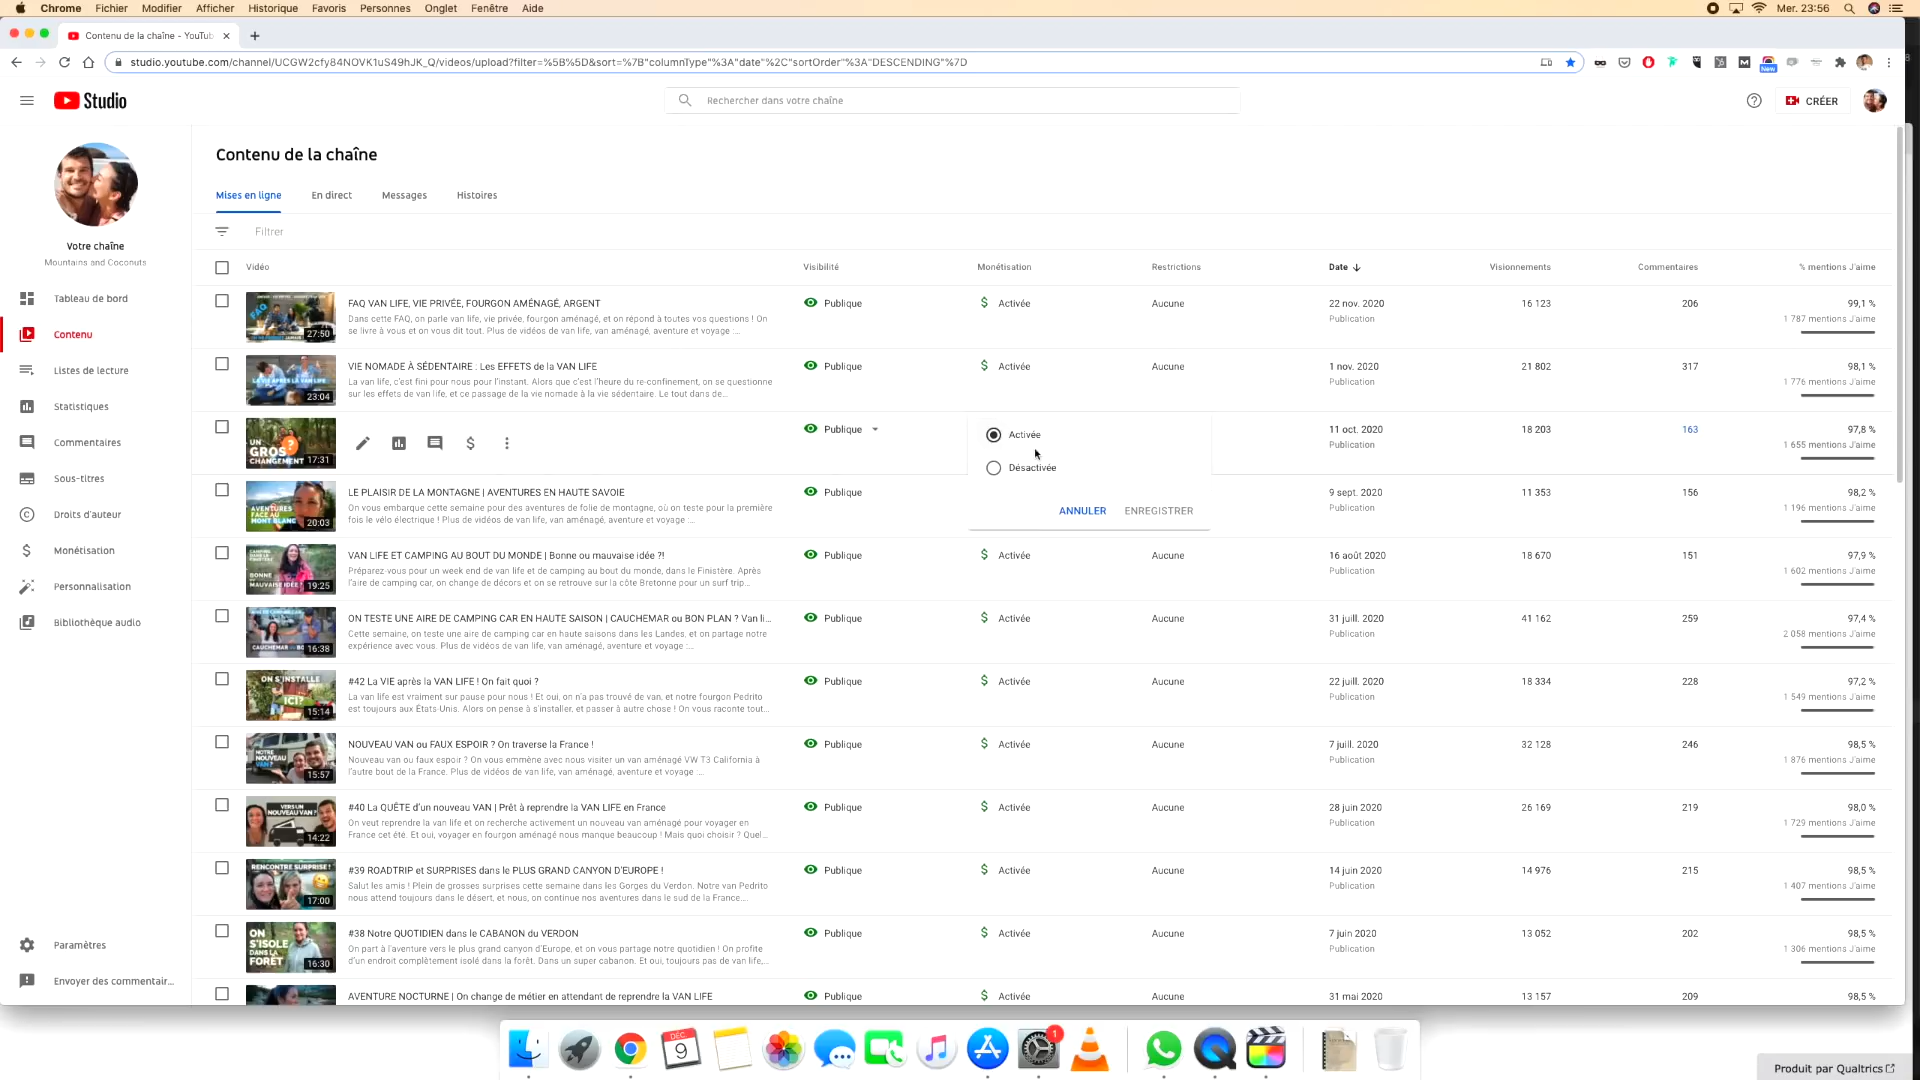 Chrome Fichier Modifier Afficher Historique Favoris Personnes Onglet Fenêtre Aide Mer. 23:56
Contenu de la chaîne - YouTub
studio.youtube.com/channel/UCGW2cfy84NOVK1uS49hJK_Q/videos/upload?filter=%5B%5D&sort=%7B"columnType"%3A"date"%2C"sortOrder"%3A"DESCENDING"%7D
New
Studio
Rechercher dans votre chaîne
CRÉER
Contenu de la chaîne
Mises en ligne En direct Messages Histoires
Filtrer
Votre chaîne
Mountains and Coconuts
Tableau de bord
Contenu
Listes de lecture
Statistiques
Commentaires
Sous-titres
Droits d'auteur
Monétisation
Personnalisation
Bibliothèque audio
Paramètres
Envoyer des commentair...
Vidéo Visibilité Monétisation Restrictions Date Visionnements Commentaires % mentions J'aime
FAQ VAN LIFE, VIE PRIVÉE, FOURGON AMÉNAGÉ, ARGENT Publique Activée Aucune 22 nov. 2020 16 123 206 99,1 %
Dans cette FAQ, on parle van life, vie privée, fourgon aménagé, et on répond à toutes vos questions ! On Publication 1 787 mentions J'aime
se livre à vous et on vous dit tout. Plus de vidéos de van life, van aménagé, aventure et voyage :...
27:50
VIE NOMADE À SÉDENTAIRE : Les EFFETS de la VAN LIFE Publique Activée Aucune 1 nov. 2020 21 802 317 98,1 %
La van life, c'est fini pour nous pour l'instant. Alors que c'est l'heure du re-confinement, on se questionne Publication 1 776 mentions J'aime
sur les effets de van life, et ce passage de la vie nomade à la vie sédentaire. Le tout dans de...
LA VIE APRÈS LA VAN LIFE
23:04
UN GROS ? CHANGEMENT
17:31
Publique 11 oct. 2020 18 203 163 97,8 %
Publication 1 655 mentions J'aime
Activée
Désactivée
ANNULER ENREGISTRER
LE PLAISIR DE LA MONTAGNE | AVENTURES EN HAUTE SAVOIE Publique 9 sept. 2020 11 353 156 98,2 %
On vous embarque cette semaine pour des aventures de folie de montagne, où on teste pour la première Publication 1 196 mentions J'aime
fois le vélo électrique ! Plus de vidéos de van life, van aménagé, aventure et voyage :...
AVENTURES FACE AU MONT BLANC
20:03
VAN LIFE ET CAMPING AU BOUT DU MONDE | Bonne ou mauvaise idée ?! Publique Activée Aucune 16 août 2020 18 670 151 97,9 %
Préparez-vous pour un week end de van life et de camping au bout du monde, dans le Finistère. Après Publication 1 602 mentions J'aime
l'aire de camping car, on change de décors et on se retrouve sur la côte Bretonne pour un surf trip...
BONNE MAUVAISE IDÉE ?
19:25
ON TESTE UNE AIRE DE CAMPING CAR EN HAUTE SAISON | CAUCHEMAR ou BON PLAN ? Van li... Publique Activée Aucune 31 juill. 2020 41 162 259 97,4 %
Cette semaine, on teste une aire de camping car en haute saisons dans les Landes, et on partage notre Publication 2 058 mentions J'aime
expérience avec vous. Plus de vidéos de van life, van aménagé, aventure et voyage :...
16:38
#42 La VIE après la VAN LIFE ! On fait quoi ? Publique Activée Aucune 22 juill. 2020 18 334 228 97,2 %
La van life est vraiment sur pause pour nous ! Et oui, on n'a pas trouvé de van, et notre fourgon Pedrito Publication 1 549 mentions J'aime
est toujours aux États-Unis. Alors on pense à s'installer, et passer à autre chose ! On vous raconte tout...
ON S'INSTALLE ICI?
15:14
NOUVEAU VAN ou FAUX ESPOIR ? On traverse la France ! Publique Activée Aucune 7 juill. 2020 32 128 246 98,5 %
Nouveau van ou faux espoir ? On vous emmène avec nous visiter un van aménagé VW T3 California à Publication 1 876 mentions J'aime
l'autre bout de la France. Plus de vidéos de van life, van aménagé, aventure et voyage :...
NOTRE NOUVEAU VAN ?
15:57
#40 La QUÊTE d'un nouveau VAN | Prêt à reprendre la VAN LIFE en France Publique Activée Aucune 28 juin 2020 26 169 219 98,0 %
On veut reprendre la van life et on recherche activement un nouveau van aménagé pour voyager en Publication 1 729 mentions J'aime
France cet été. Et oui, voyager en fourgon aménagé nous manque beaucoup ! Mais quoi choisir ? Quel...
VERS UN NOUVEAU VAN ?
14:22
#39 ROADTRIP et SURPRISES dans le PLUS GRAND CANYON D'EUROPE ! Publique Activée Aucune 14 juin 2020 14 976 215 98,5 %
Salut les amis ! Plein de grosses surprises cette semaine dans les Gorges du Verdon. Notre van Pedrito Publication 1 407 mentions J'aime
nous attend toujours dans le désert, et nous, on continue nos aventures dans le sud de la France....
RENCONTRE SURPRISE !
17:00
#38 Notre QUOTIDIEN dans le CABANON du VERDON Publique Activée Aucune 7 juin 2020 13 052 202 98,5 %
On part à l'aventure vers le plus grand canyon d'Europe, et on vous partage notre quotidien ! On profite Publication 1 306 mentions J'aime
d'un endroit complètement isolé dans la forêt. Dans un super cabanon. Et oui, toujours pas de van life,...
ON S'ISOLE DANS LA FORÊT
16:30
AVENTURE NOCTURNE | On change de métier en attendant de reprendre la VAN LIFE Publique Activée Aucune 31 mai 2020 13 157 209 98,5 %
DÉC
9
1
Produit par Qualtrics